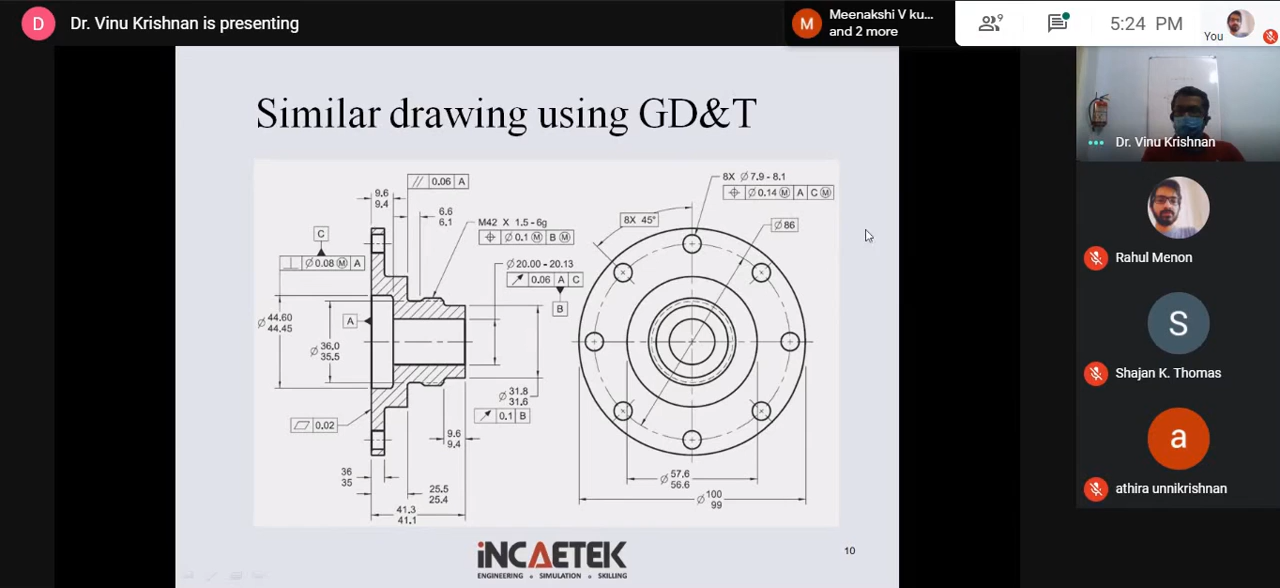 D Dr. Vinu Krishnan is presenting
M Meenakshi V ku...
and 2 more
9
5:24 PM
You
Similar drawing using GD&T
9.6
9.4
// 0.06 A
6.6
6.1
M42 X 1.5-6g
⌖ Ø 0.1 Ⓜ B Ⓜ
C
⊥ Ø 0.08 Ⓜ A
Ø 20.00 - 20.13
↗ 0.06 A C
B
Ø 44.60
44.45
A
Ø 36.0
35.5
Ø 31.8
31.6
↗ 0.1 B
⏥ 0.02
9.6
9.4
36
35
25.5
25.4
41.3
41.1
8X Ø 7.9 - 8.1
⌖ Ø 0.14 Ⓜ A C Ⓜ
8X 45°
Ø 86
Ø 57.6
56.6
Ø 100
99
iNCAETEK
ENGINEERING • SIMULATION • SKILLING
10
Dr. Vinu Krishnan
Rahul Menon
S
Shajan K. Thomas
a
athira unnikrishnan